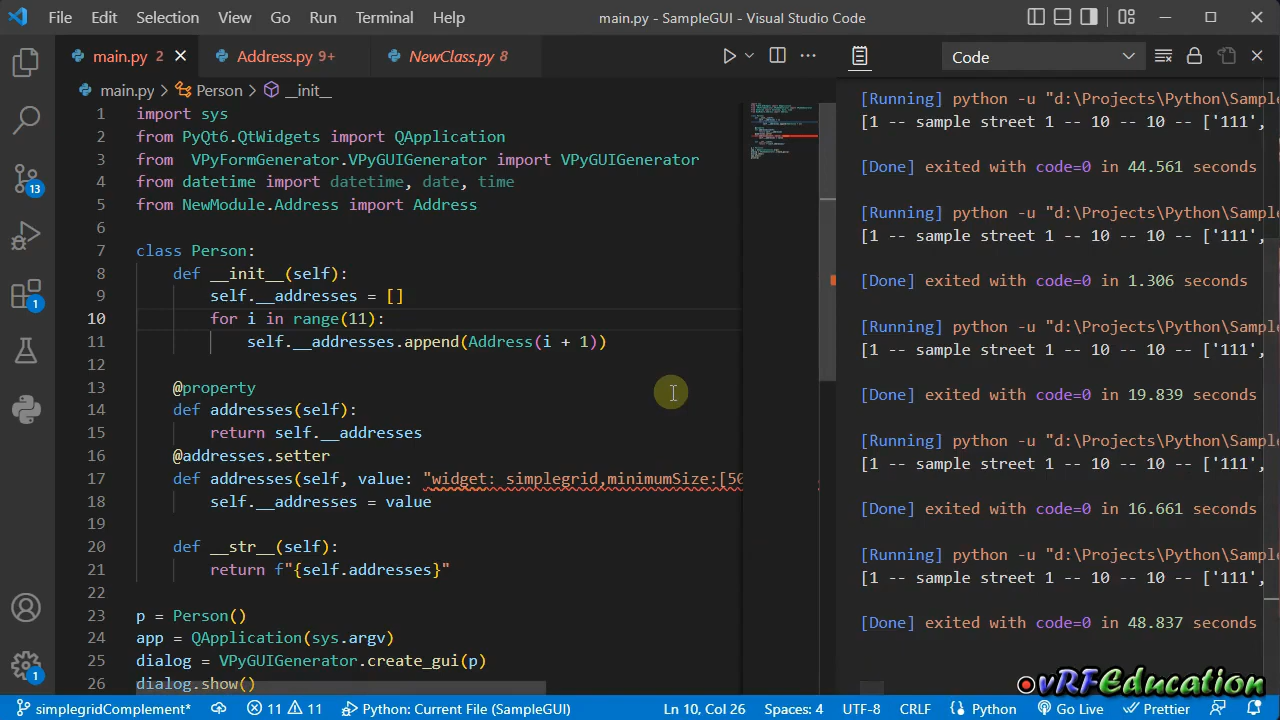 File Edit Selection View Go Run Terminal Help main.py - SampleGUI - Visual Studio Code
main.py 2 Address.py 9+ NewClass.py 8
main.py > Person > __init__
1 import sys
2 from PyQt6.QtWidgets import QApplication
3 from VPyFormGenerator.VPyGUIGenerator import VPyGUIGenerator
4 from datetime import datetime, date, time
5 from NewModule.Address import Address
6
7 class Person:
8 def __init__(self):
9 self.__addresses = []
10 for i in range(11):
11 self.__addresses.append(Address(i + 1))
12
13 @property
14 def addresses(self):
15 return self.__addresses
16 @addresses.setter
17 def addresses(self, value: "widget: simplegrid,minimumSize:[50
18 self.__addresses = value
19
20 def __str__(self):
21 return f"{self.addresses}"
22
23 p = Person()
24 app = QApplication(sys.argv)
25 dialog = VPyGUIGenerator.create_gui(p)
26 dialog.show()
Code
[Running] python -u "d:\Projects\Python\Sampl
[1 -- sample street 1 -- 10 -- 10 -- ['111',
[Done] exited with code=0 in 44.561 seconds
[Running] python -u "d:\Projects\Python\Sampl
[1 -- sample street 1 -- 10 -- 10 -- ['111',
[Done] exited with code=0 in 1.306 seconds
[Running] python -u "d:\Projects\Python\Sampl
[1 -- sample street 1 -- 10 -- 10 -- ['111',
[Done] exited with code=0 in 19.839 seconds
[Running] python -u "d:\Projects\Python\Sampl
[1 -- sample street 1 -- 10 -- 10 -- ['111',
[Done] exited with code=0 in 16.661 seconds
[Running] python -u "d:\Projects\Python\Sampl
[1 -- sample street 1 -- 10 -- 10 -- ['111',
[Done] exited with code=0 in 48.837 seconds
13
1
1
vRFEducation
simplegridComplement* 11 11 Python: Current File (SampleGUI) Ln 10, Col 26 Spaces: 4 UTF-8 CRLF Python Go Live Prettier